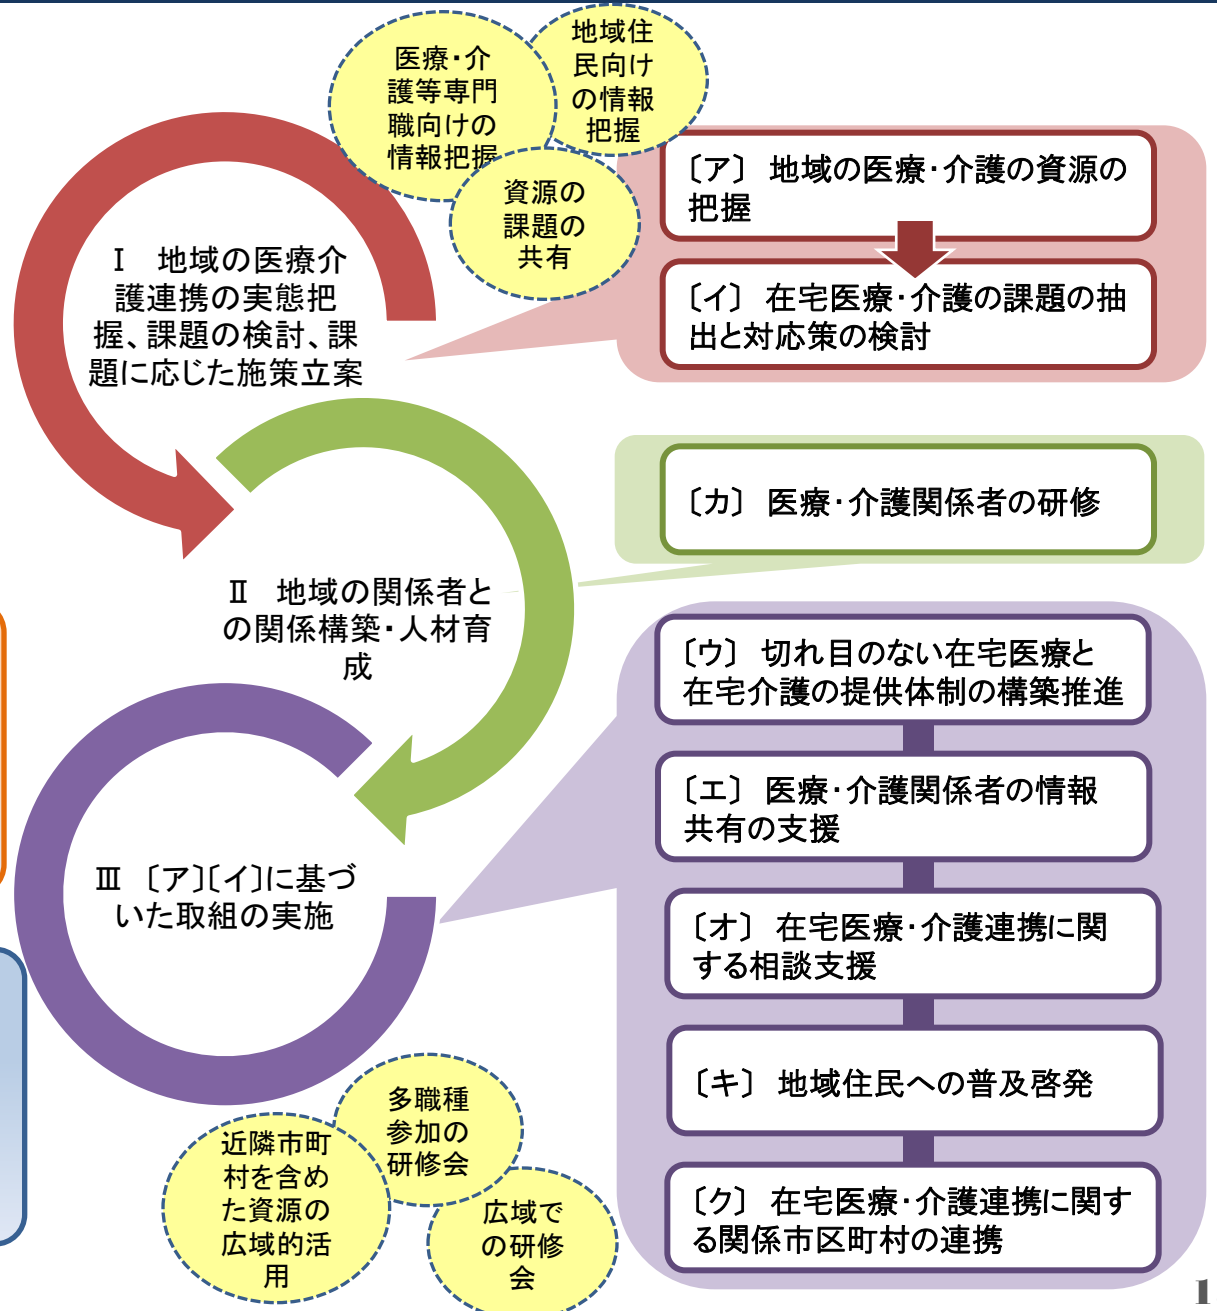 医療・介
護等専門
職向けの
情報把握
地域住
民向け
の情報
把握
資源の
課題の
共有
Ⅰ　地域の医療介
護連携の実態把
握、課題の検討、課
題に応じた施策立案
〔ア〕 地域の医療・介護の資源の
把握
〔イ〕 在宅医療・介護の課題の抽
出と対応策の検討
Ⅱ　地域の関係者と
の関係構築・人材育
成
〔カ〕 医療・介護関係者の研修
Ⅲ 〔ア〕〔イ〕に基づ
いた取組の実施
〔ウ〕 切れ目のない在宅医療と
在宅介護の提供体制の構築推進
〔エ〕 医療・介護関係者の情報
共有の支援
〔オ〕 在宅医療・介護連携に関
する相談支援
〔キ〕 地域住民への普及啓発
〔ク〕 在宅医療・介護連携に関す
る関係市区町村の連携
多職種
参加の
研修会
近隣市町
村を含め
た資源の
広域的活
用
広域で
の研修
会
1